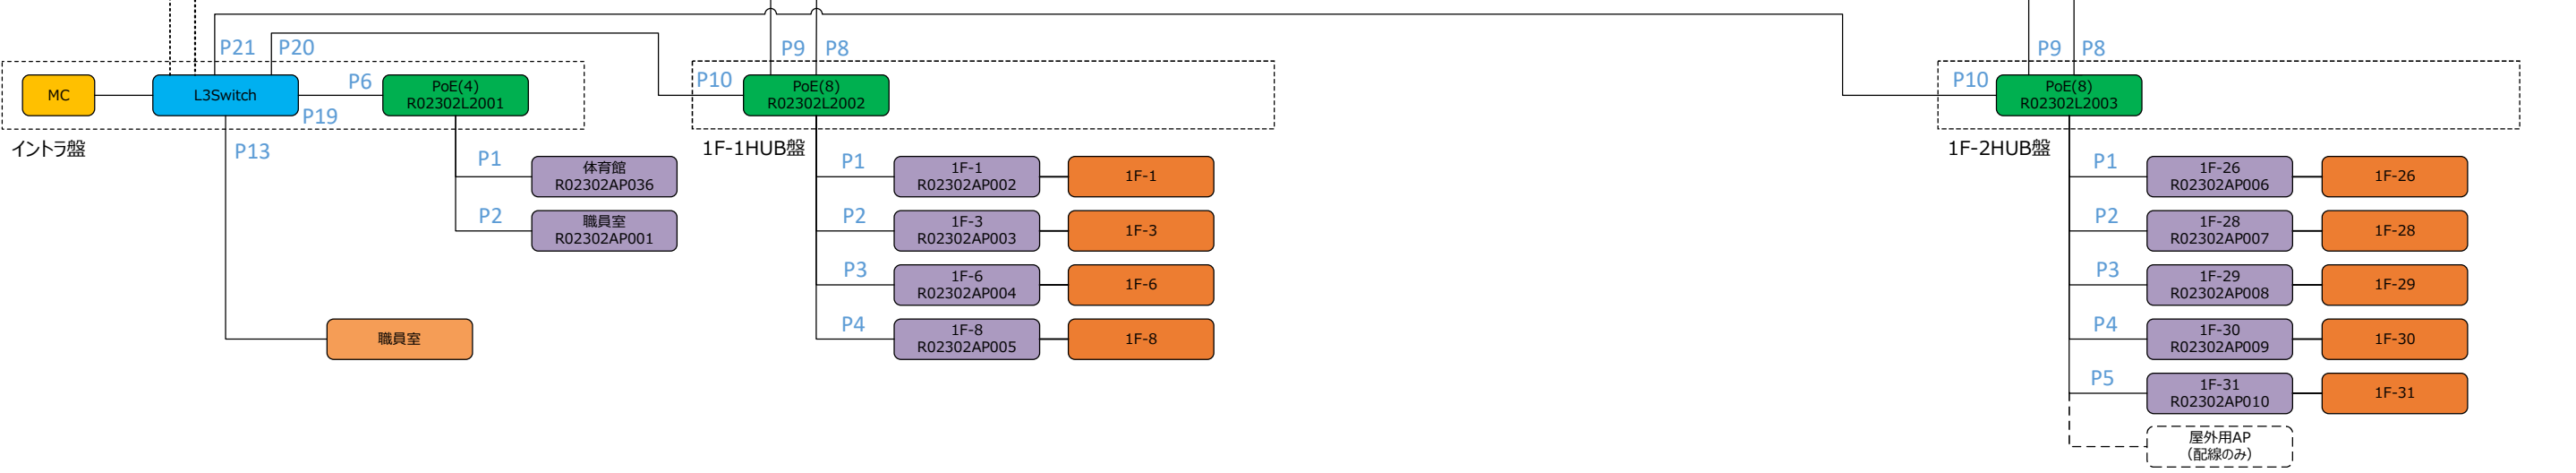 P21
P20
P9
P8
P9
P8
MC
L3Switch
P6
P19
PoE(4)
R02302L2001
P10
PoE(8)
R02302L2002
P10
PoE(8)
R02302L2003
イントラ盤
P13
1F-1HUB盤
1F-2HUB盤
P1
体育館
R02302AP036
P2
職員室
R02302AP001
職員室
P1
1F-1
R02302AP002
1F-1
P2
1F-3
R02302AP003
1F-3
P3
1F-6
R02302AP004
1F-6
P4
1F-8
R02302AP005
1F-8
P1
1F-26
R02302AP006
1F-26
P2
1F-28
R02302AP007
1F-28
P3
1F-29
R02302AP008
1F-29
P4
1F-30
R02302AP009
1F-30
P5
1F-31
R02302AP010
1F-31
屋外用AP
(配線のみ)